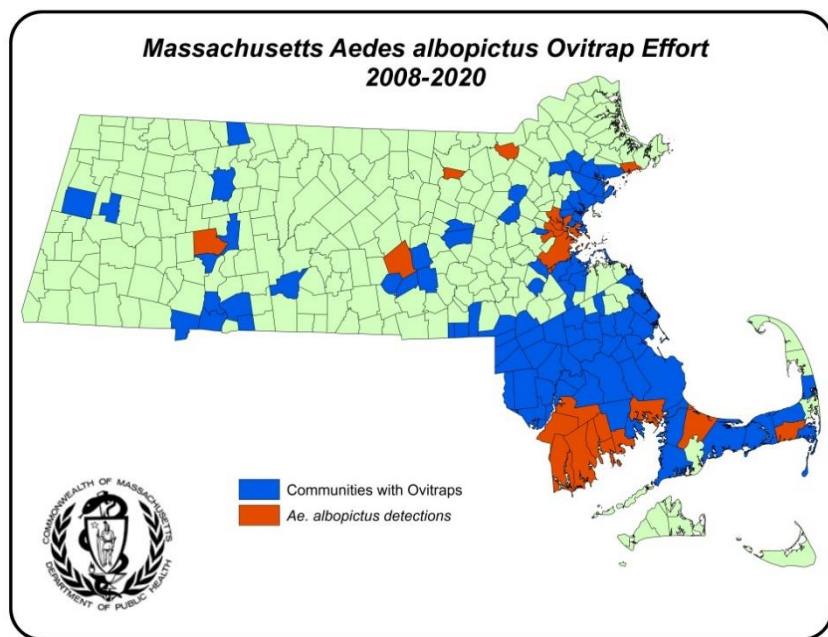 Massachusetts Aedes albopictus Ovitrap Effort
2008-2020
Communities with Ovitraps
Ae. albopictus detections
COMMONWEALTH OF MASSACHUSETTS
DEPARTMENT OF PUBLIC HEALTH